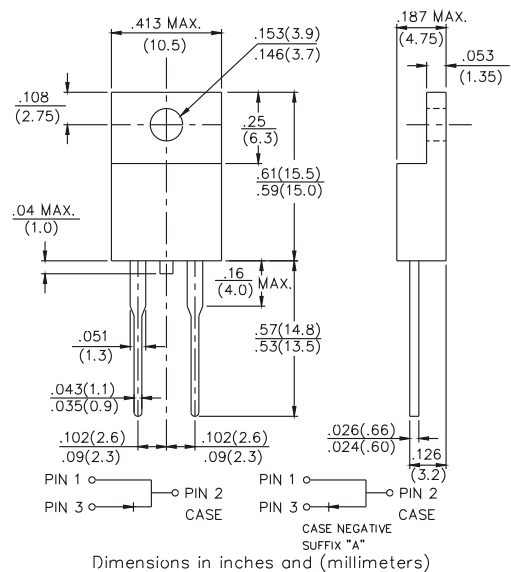 .413 MAX.
(10.5)
.153(3.9)
.146(3.7)
.187 MAX.
(4.75)
.053
(1.35)
.108
(2.75)
.25
(6.3)
.61(15.5)
.59(15.0)
.04 MAX.
(1.0)
.16
(4.0)
MAX.
.051
(1.3)
.57(14.8)
.53(13.5)
.043(1.1)
.035(0.9)
.102(2.6)
.09(2.3)
.102(2.6)
.09(2.3)
.026(.66)
.024(.60)
.126
(3.2)
PIN 1
PIN 3
PIN 2
CASE
PIN 1
PIN 3
PIN 2
CASE
CASE NEGATIVE
SUFFIX "A"
Dimensions in inches and (millimeters)